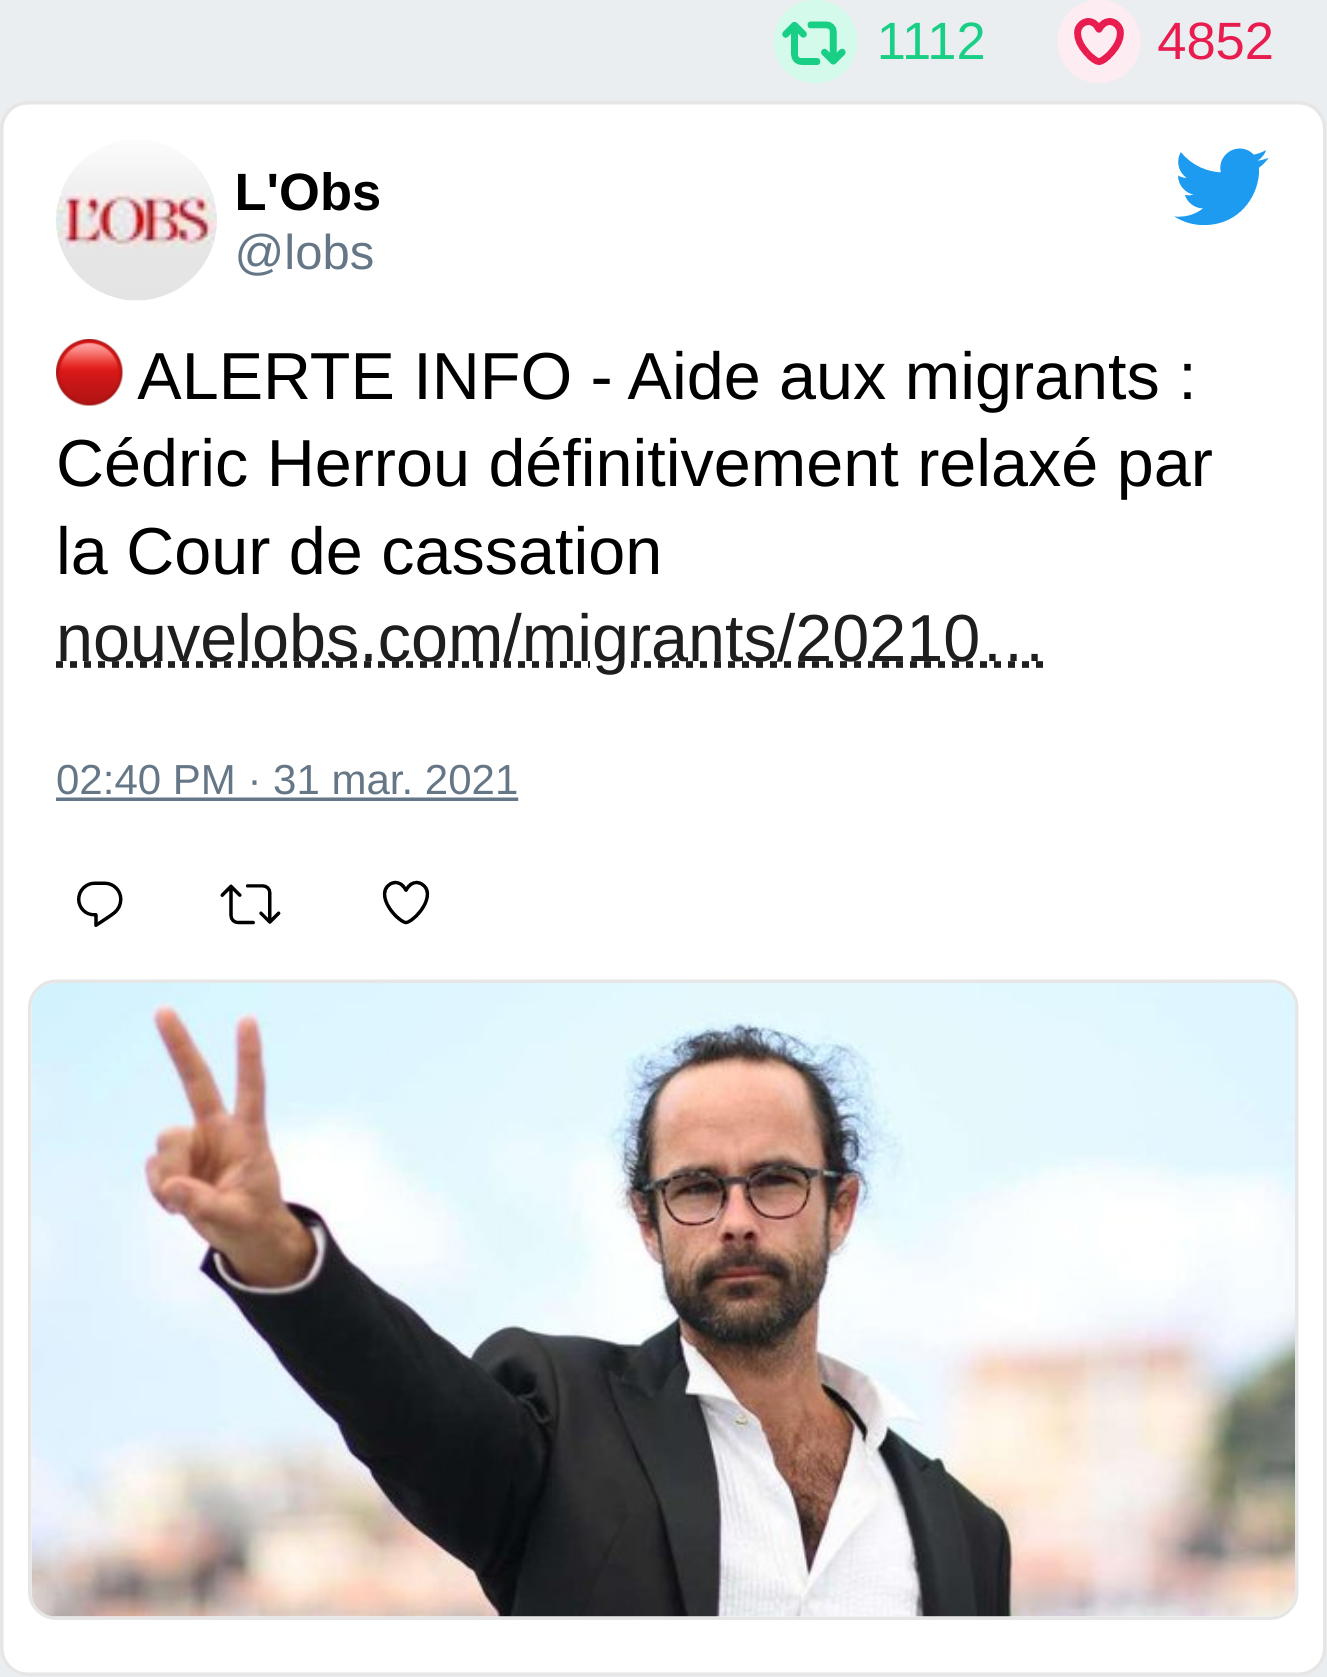 1112 4852
L'OBS
L'Obs
@lobs
🔴 ALERTE INFO - Aide aux migrants :
Cédric Herrou définitivement relaxé par
la Cour de cassation
nouvelobs.com/migrants/20210...
02:40 PM · 31 mar. 2021